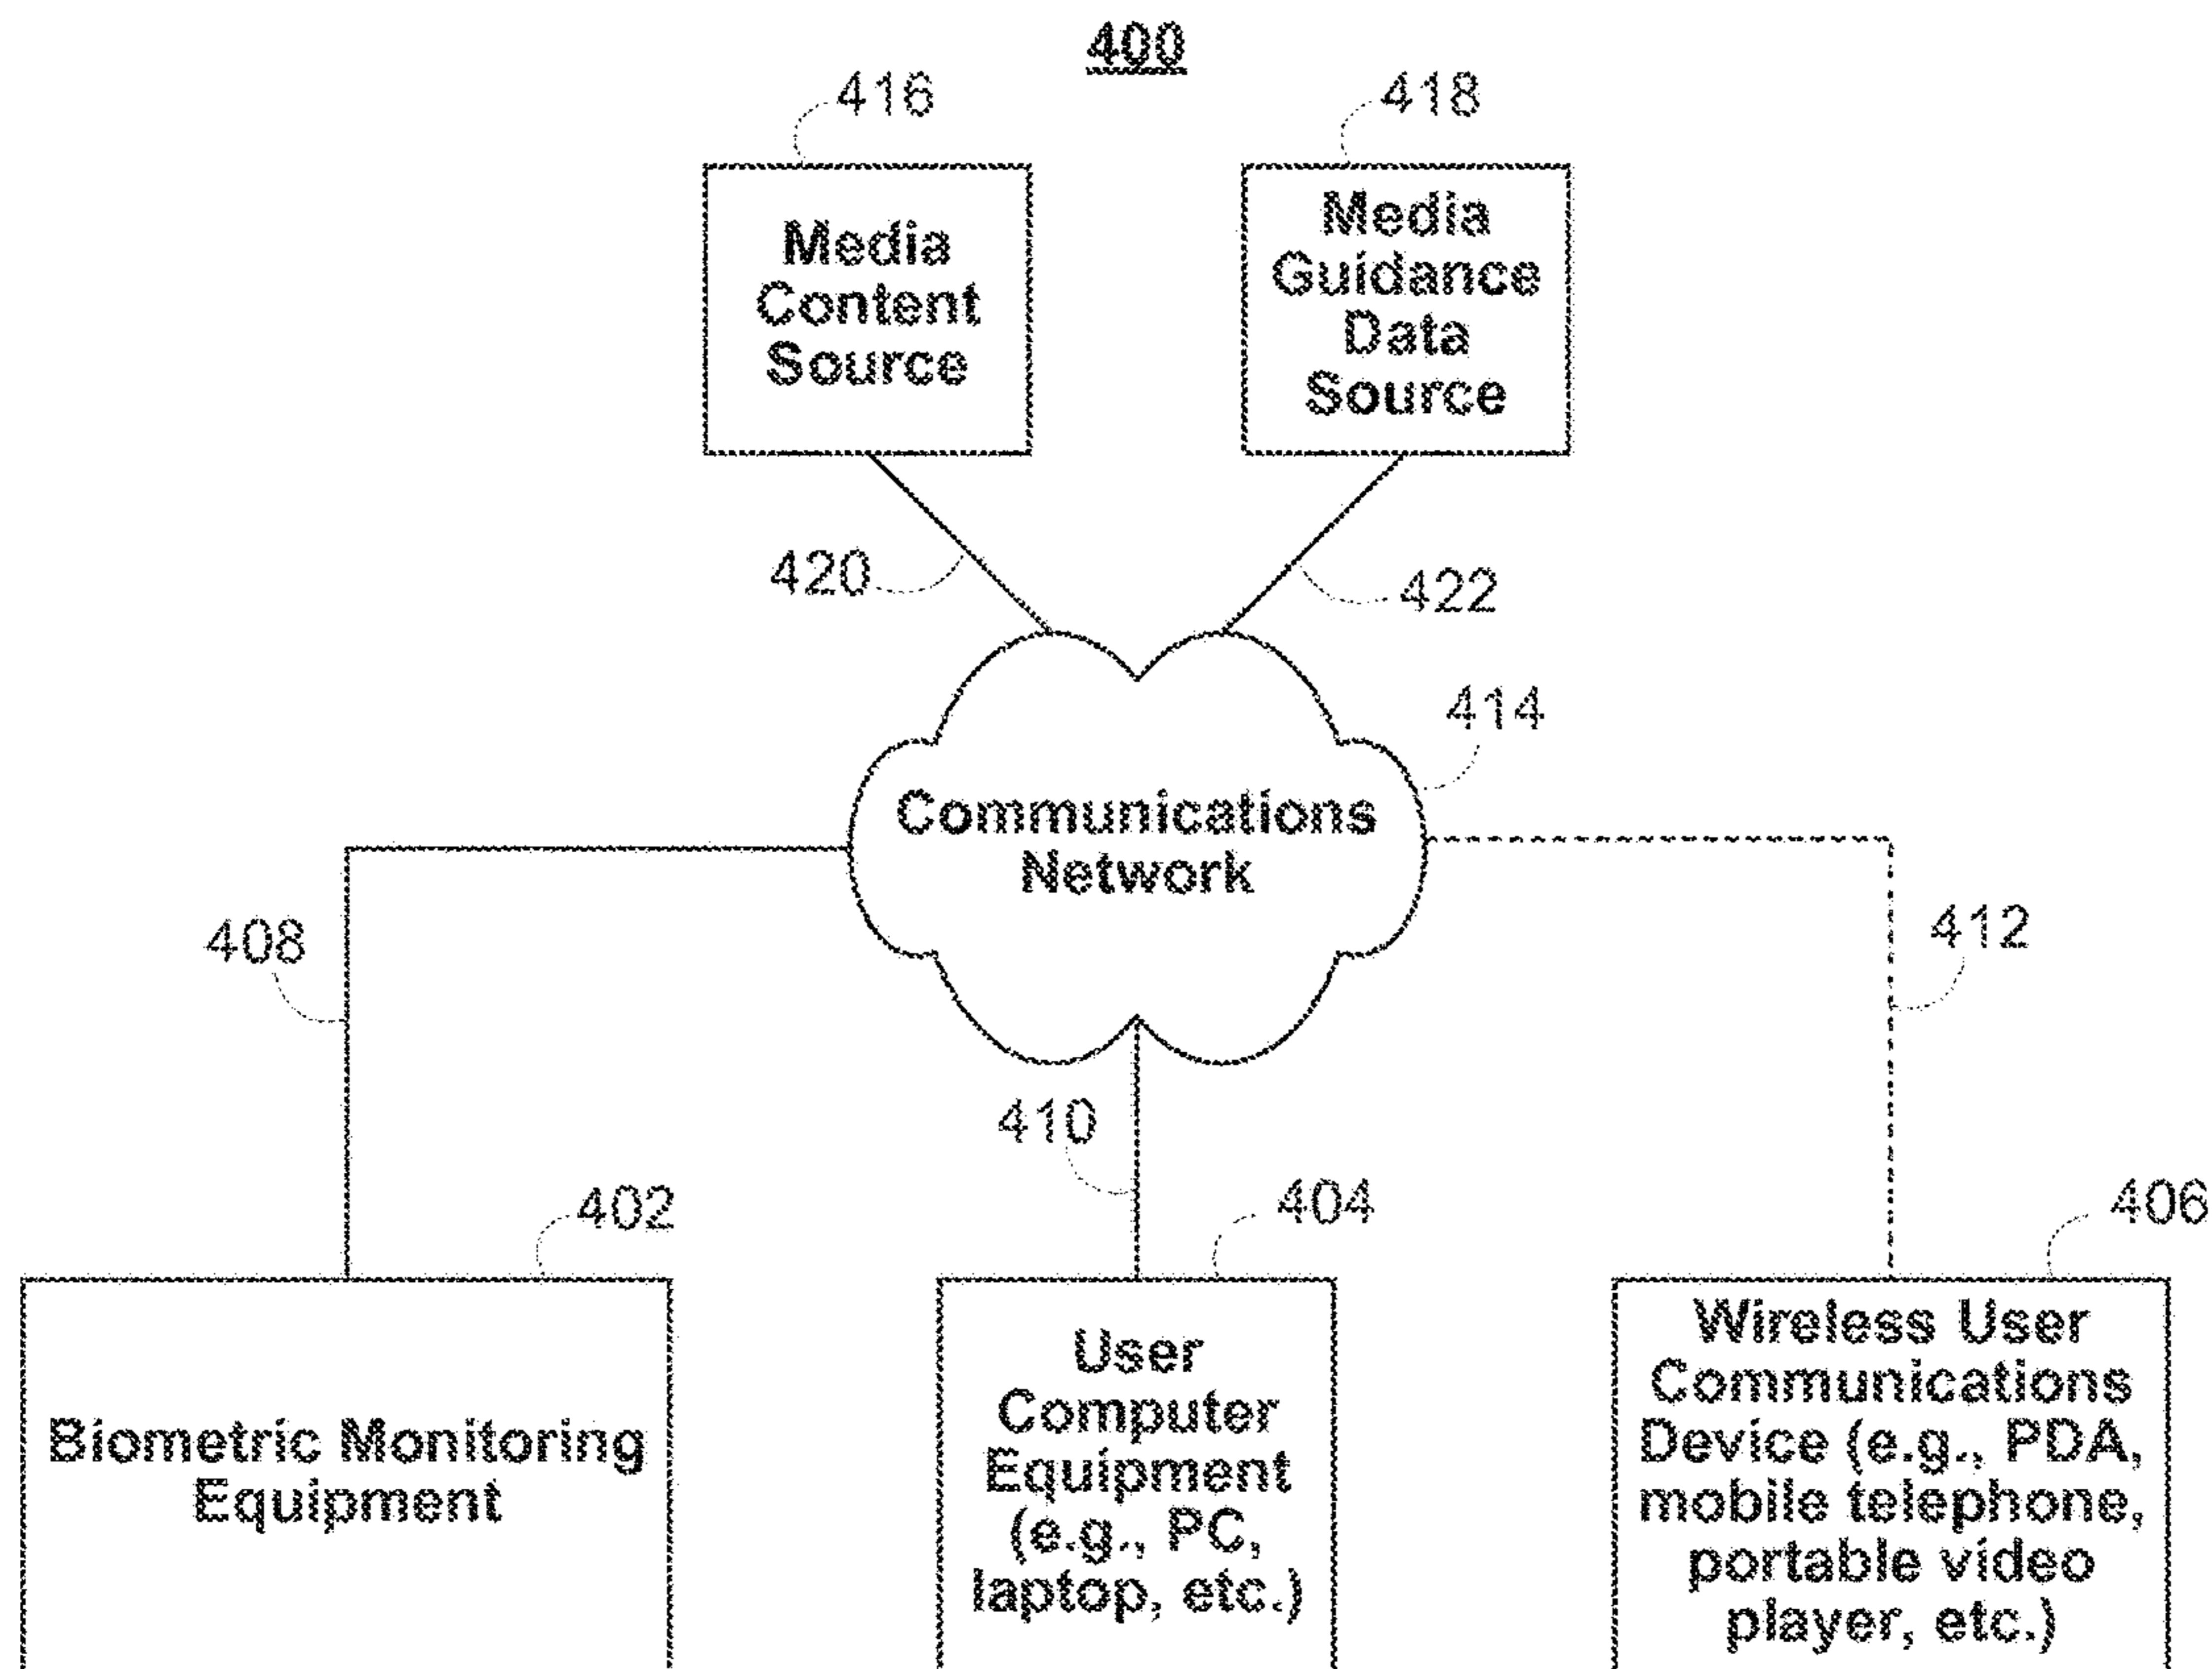 400
416
418
Media
Content
Source
Media
Guidance
Data
Source
420
422
414
Communications
Network
408
412
410
402
404
406
Biometric Monitoring
Equipment
User
Computer
Equipment
(e.g., PC,
laptop, etc.)
Wireless User
Communications
Device (e.g., PDA,
mobile telephone,
portable video
player, etc.)